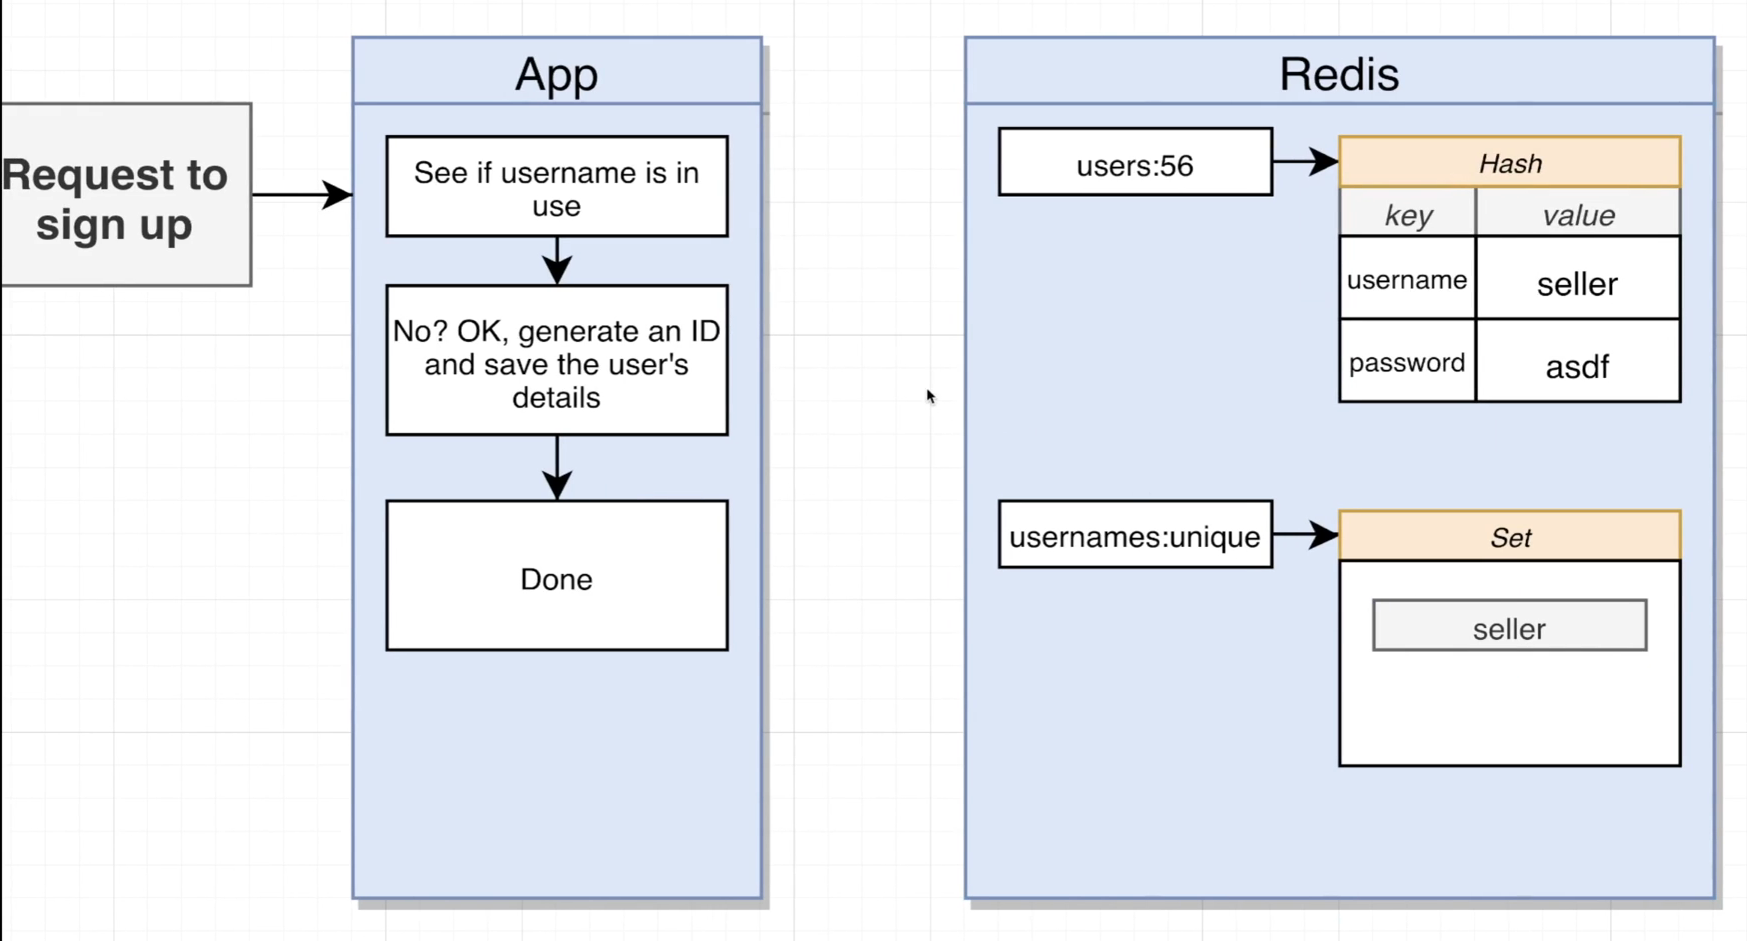 App
Redis
Request to
sign up
See if username is in
use
No? OK, generate an ID
and save the user's
details
Done
users:56
Hash
key value
username seller
password asdf
usernames:unique
Set
seller